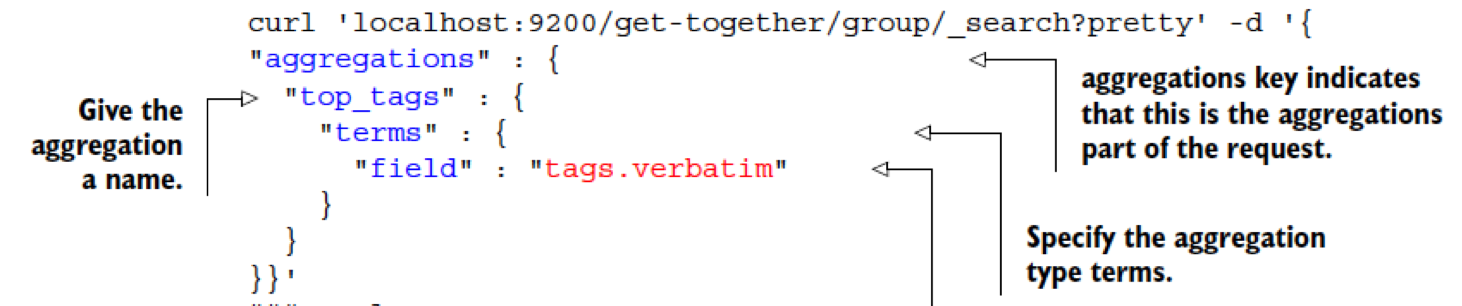 curl 'localhost:9200/get-together/group/_search?pretty' -d '{
"aggregations" : {
"top_tags" : {
"terms" : {
"field" : "tags.verbatim"
}
}
}}'
Give the
aggregation
a name.
aggregations key indicates
that this is the aggregations
part of the request.
Specify the aggregation
type terms.